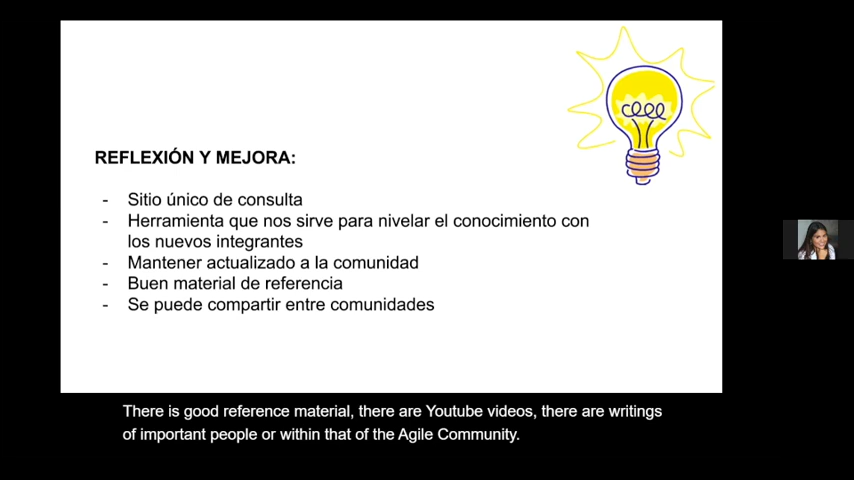 REFLEXIÓN Y MEJORA:
- Sitio único de consulta
- Herramienta que nos sirve para nivelar el conocimiento con
los nuevos integrantes
- Mantener actualizado a la comunidad
- Buen material de referencia
- Se puede compartir entre comunidades
There is good reference material, there are Youtube videos, there are writings
of important people or within that of the Agile Community.